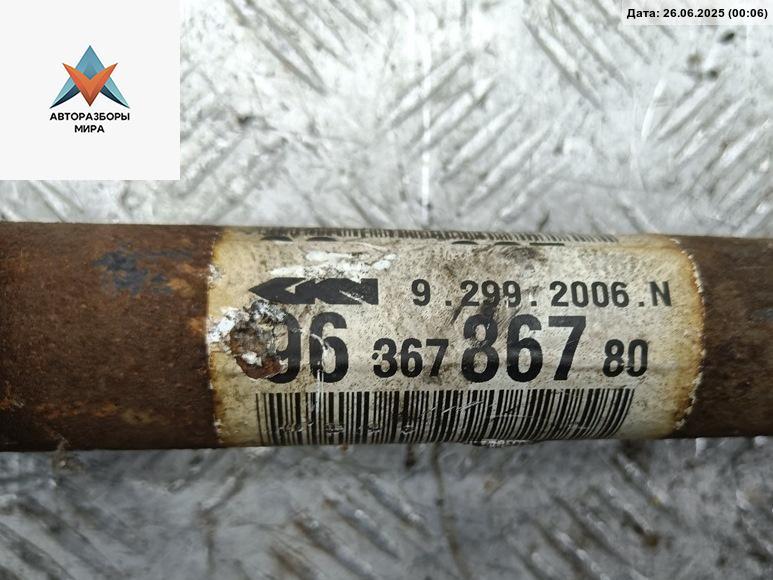 Дата: 26.06.2025 (00:06)
АВТОРАЗБОРЫ
МИРА
GKN 9.299.2006.N
96 367 867 80